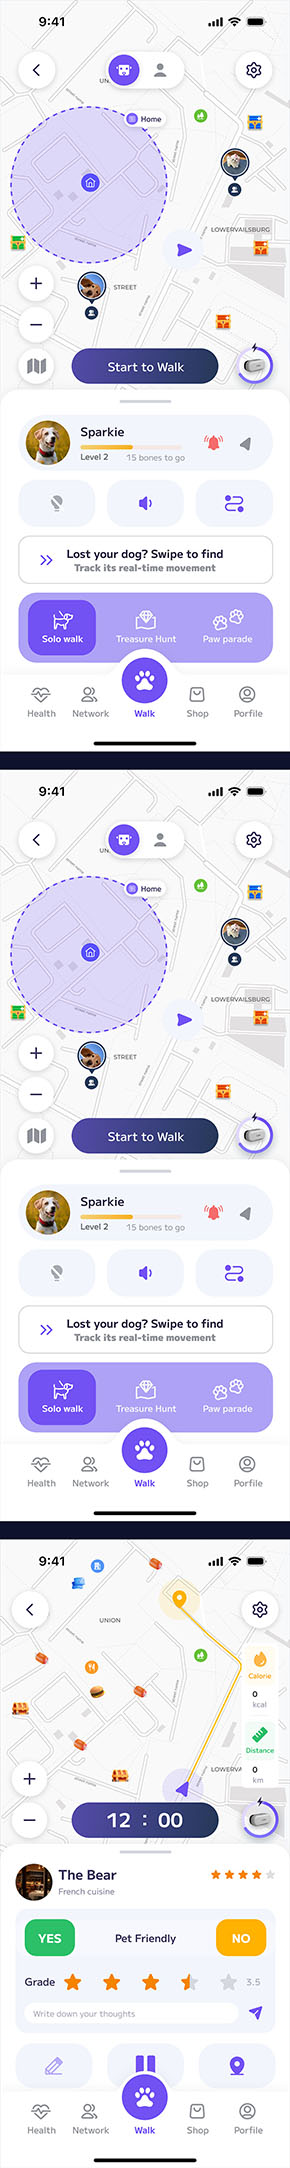 9:41
UN
Home
LOWERVAILSBURG
STREET
Start to Walk
Sparkie
Level 2
15 bones to go
Lost your dog? Swipe to find
Track its real-time movement
Solo walk
Treasure Hunt
Paw parade
Health
Network
Walk
Shop
Porfile
9:41
UN
Home
LOWERVAILSBURG
STREET
Start to Walk
Sparkie
Level 2
15 bones to go
Lost your dog? Swipe to find
Track its real-time movement
Solo walk
Treasure Hunt
Paw parade
Health
Network
Walk
Shop
Porfile
9:41
UNION
Calorie
0
kcal
Distance
0
km
LOWERVA
12 : 00
The Bear
French cuisine
YES
Pet Friendly
NO
Grade
3.5
Write down your thoughts
Health
Network
Walk
Shop
Porfile